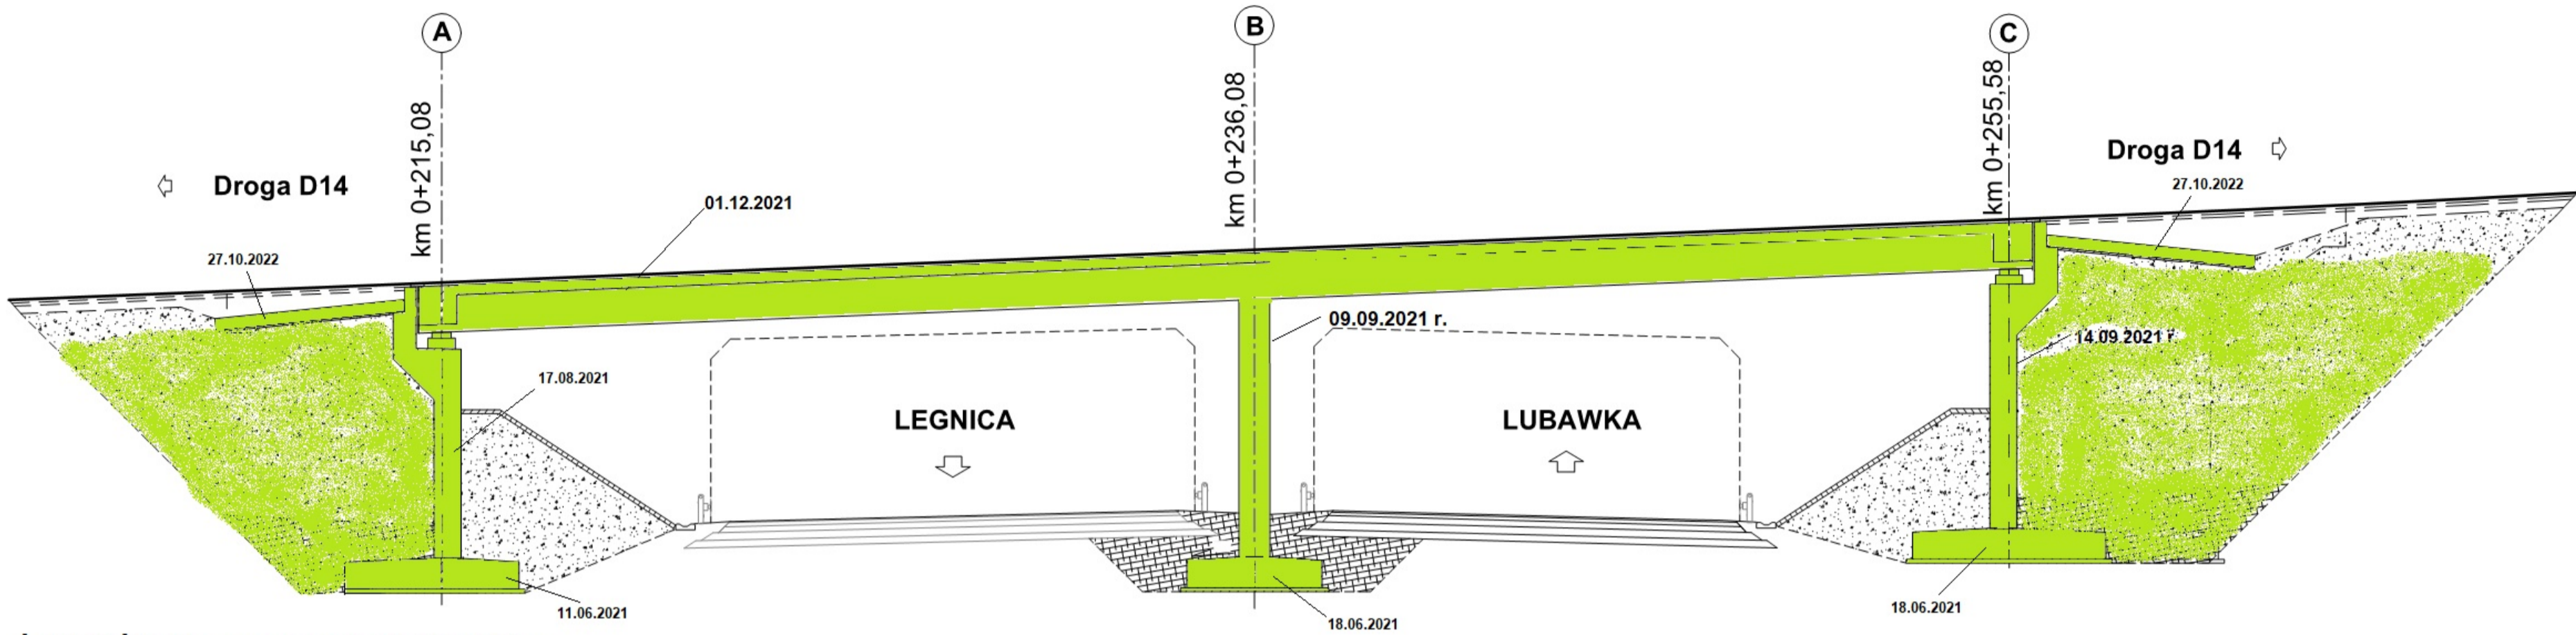 A
B
C
km 0+215,08
km 0+236,08
km 0+255,58
Droga D14
Droga D14
27.10.2022
01.12.2021
27.10.2022
09.09.2021 r.
14.09.2021 r
17.08.2021
LEGNICA
LUBAWKA
11.06.2021
18.06.2021
18.06.2021